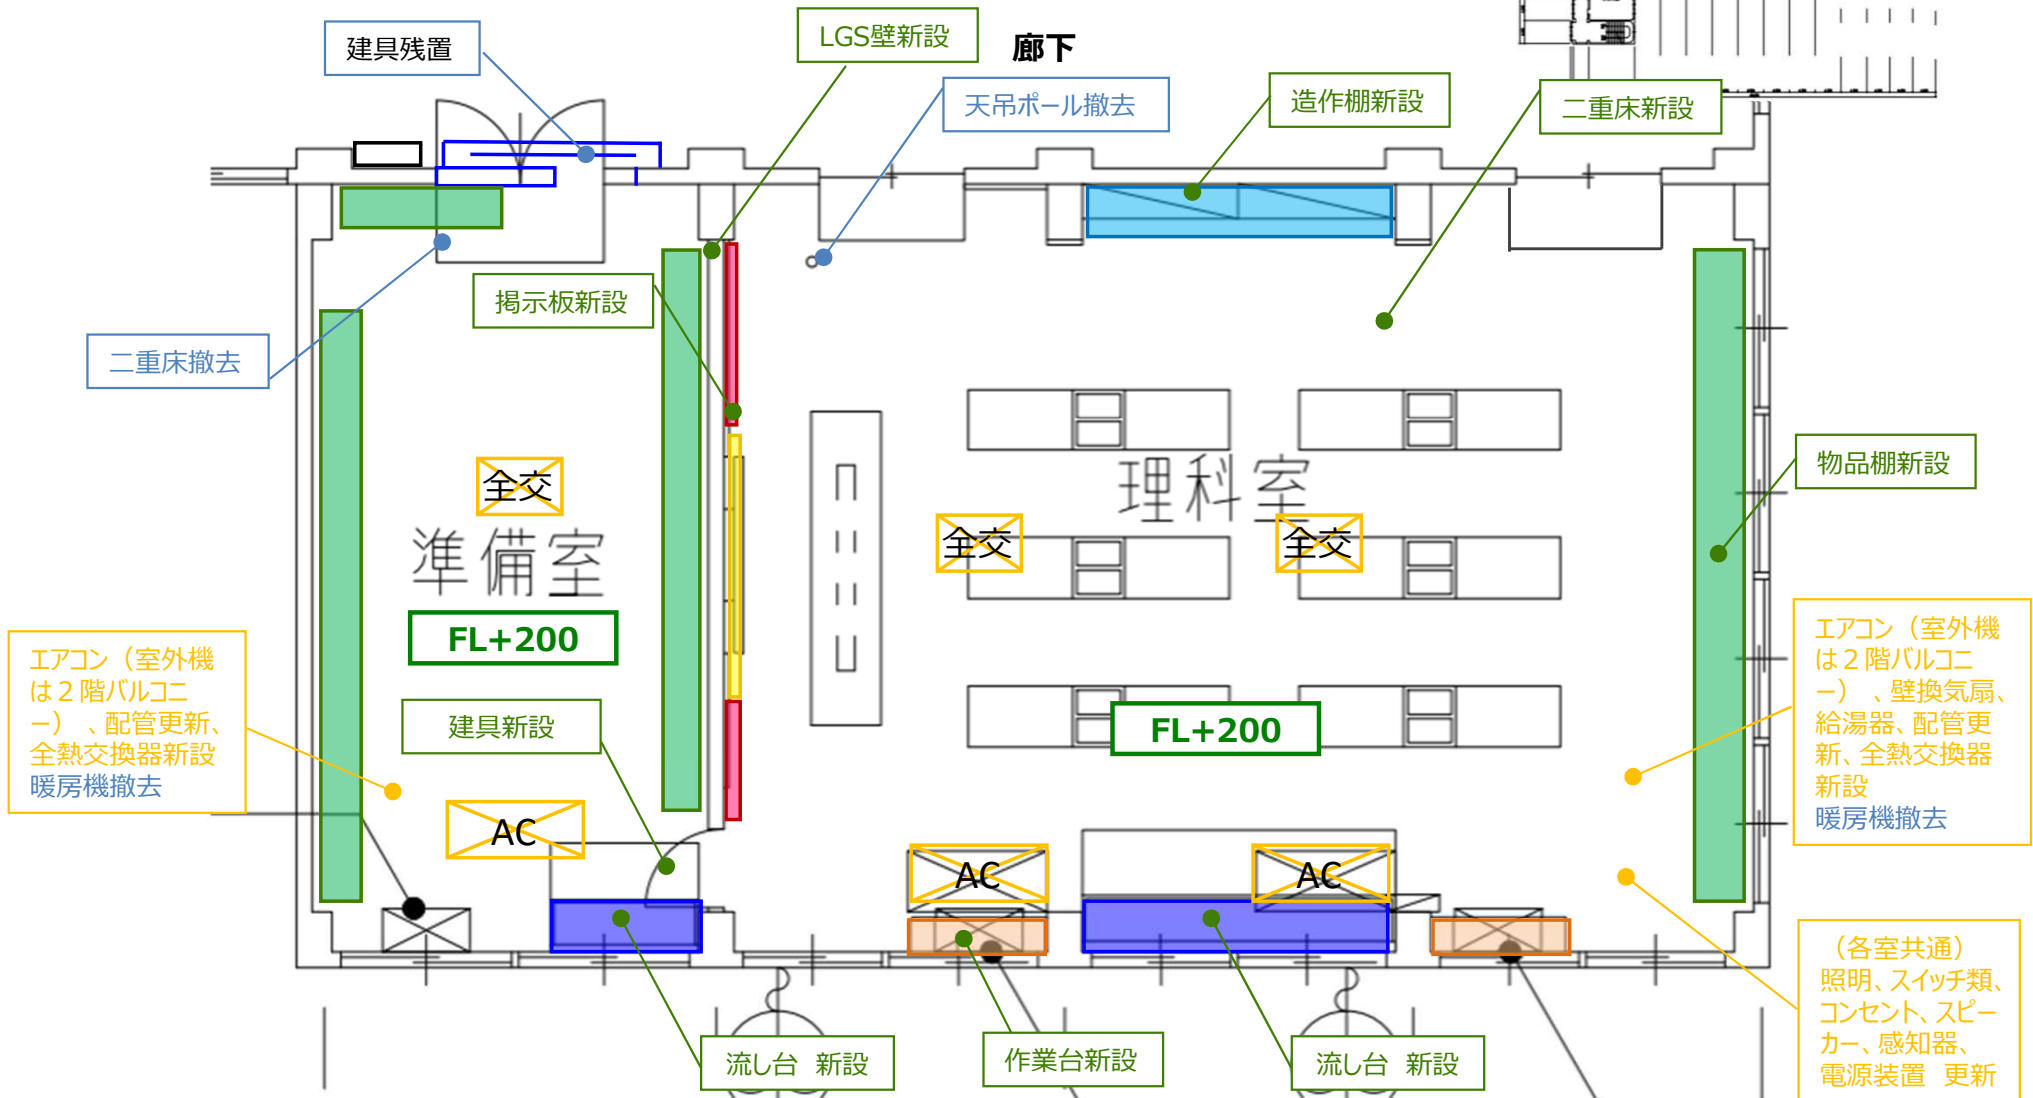 LGS壁新設
廊下
建具残置
天吊ポール撤去
造作棚新設
二重床新設
掲示板新設
二重床撤去
物品棚新設
全交
理科室
全交
全交
準備室
FL+200
エアコン（室外機
は２階バルコニ
ー）、配管更新、
全熱交換器新設
暖房機撤去
建具新設
FL+200
エアコン（室外機
は２階バルコニ
ー）、壁換気扇、
給湯器、配管更
新、全熱交換器
新設
暖房機撤去
AC
AC
AC
（各室共通）
照明、スイッチ類、
コンセント、スピー
カー、感知器、
電源装置　更新
流し台　新設
作業台新設
流し台　新設